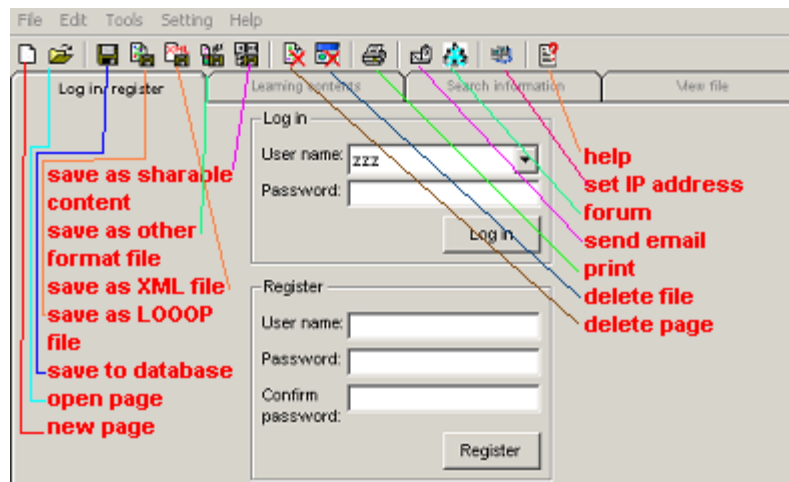 File Edit Tools Setting Help
Log in/register
Learning contents
Search information
View file
Log in
User name: zzz
Password:
Log in
save as sharable
content
save as other
format file
save as XML file
save as LOOOP
file
save to database
open page
new page
Register
User name:
Password:
Confirm
password:
Register
help
set IP address
forum
send email
print
delete file
delete page